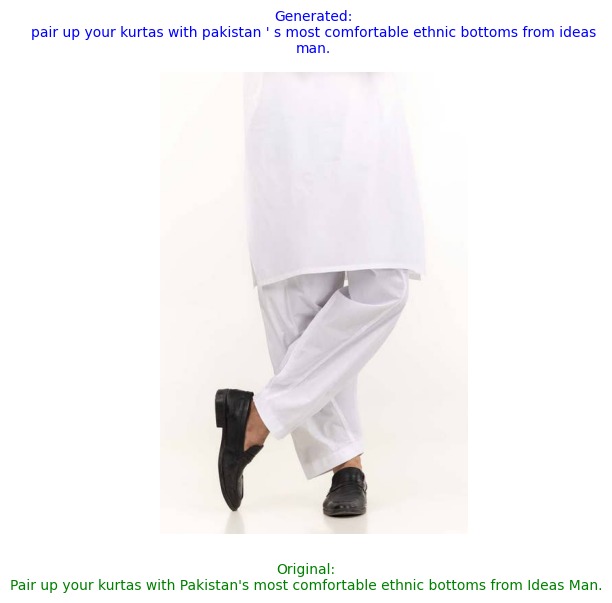 Generated:
pair up your kurtas with pakistan ' s most comfortable ethnic bottoms from ideas
man.
Original:
Pair up your kurtas with Pakistan's most comfortable ethnic bottoms from Ideas Man.